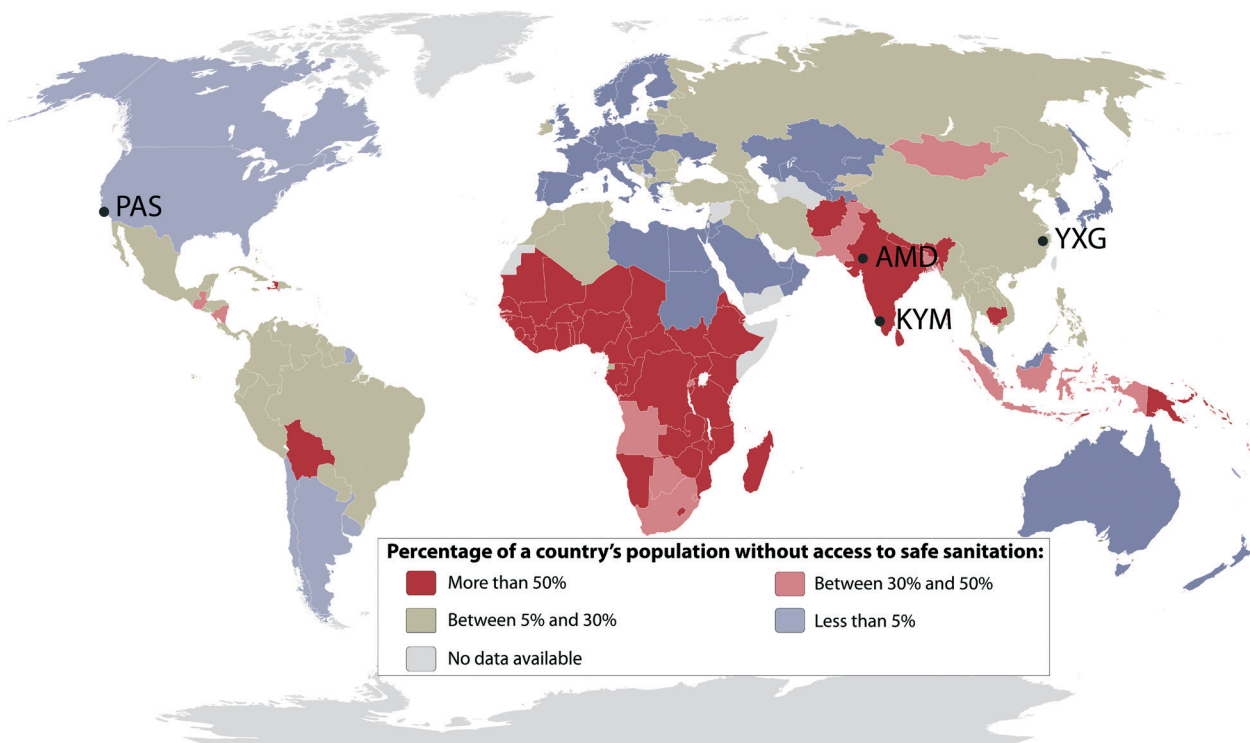 PAS
YXG
AMD
KYM
Percentage of a country’s population without access to safe sanitation:
More than 50%
Between 30% and 50%
Between 5% and 30%
Less than 5%
No data available